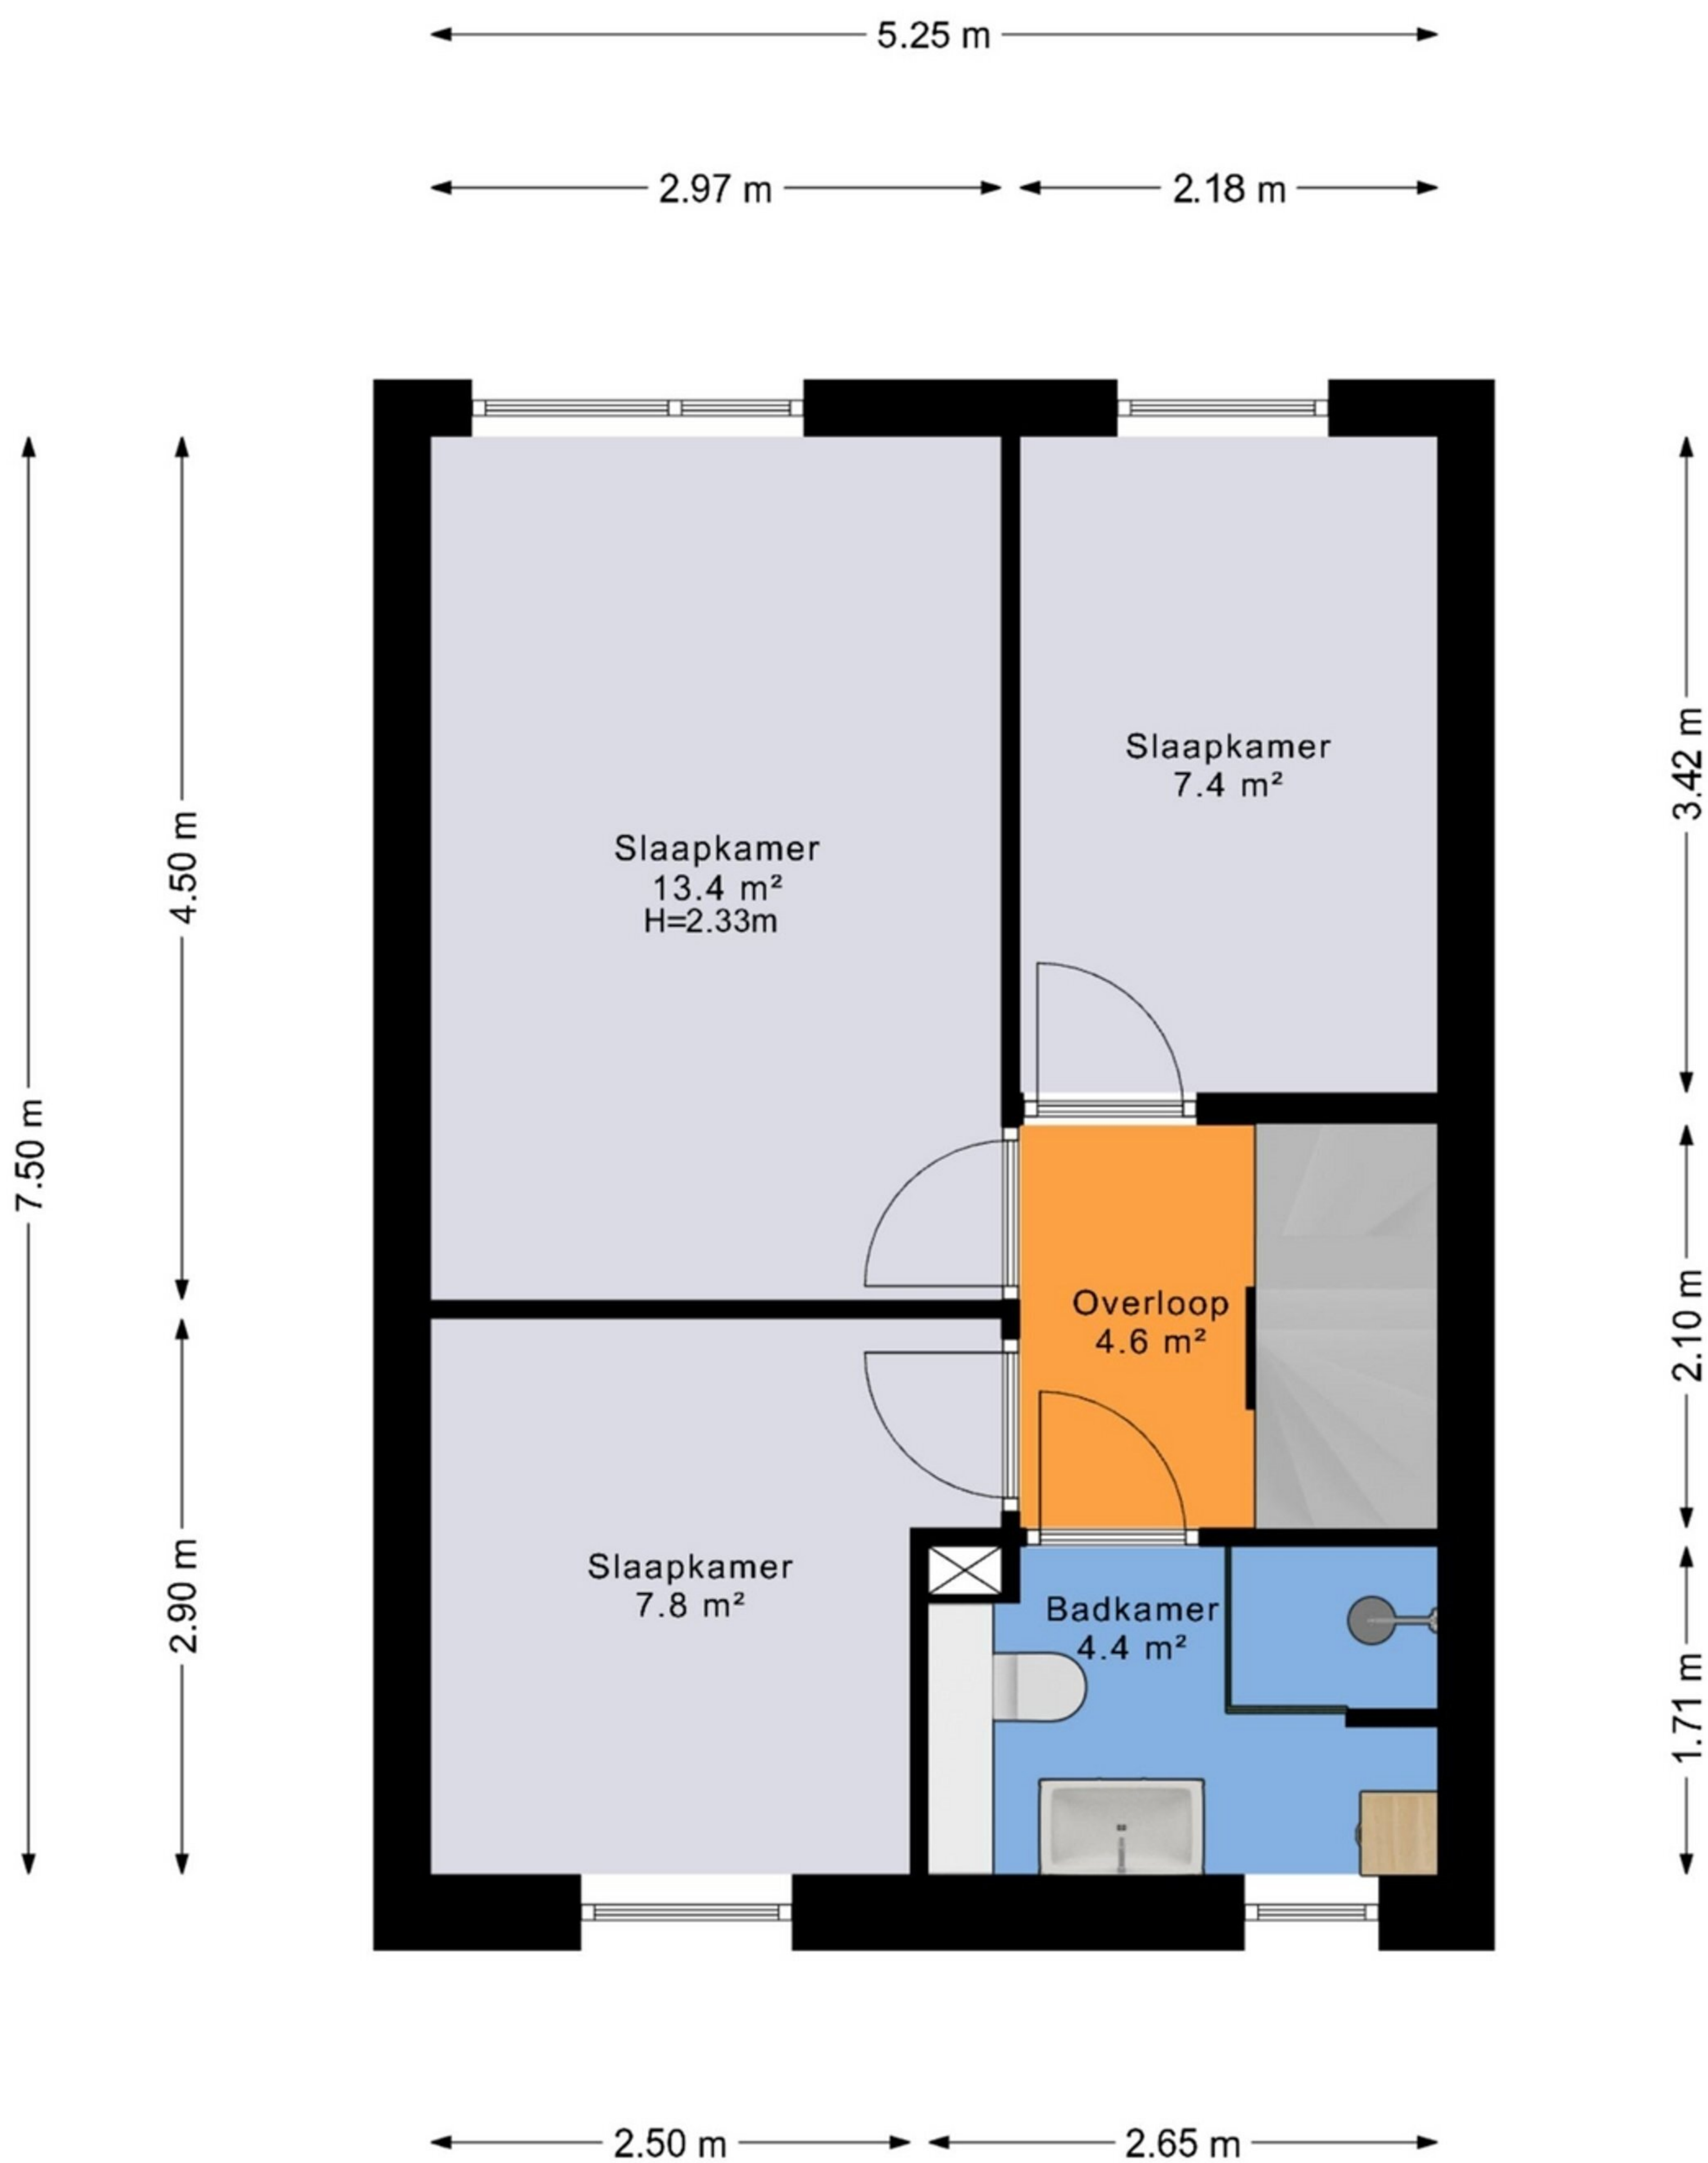 5.25 m
2.97 m
2.18 m
7.50 m
4.50 m
2.90 m
3.42 m
2.10 m
1.71 m
Slaapkamer
7.4 m²
Slaapkamer
13.4 m²
H=2.33m
Overloop
4.6 m²
Slaapkamer
7.8 m²
Badkamer
4.4 m²
2.50 m
2.65 m